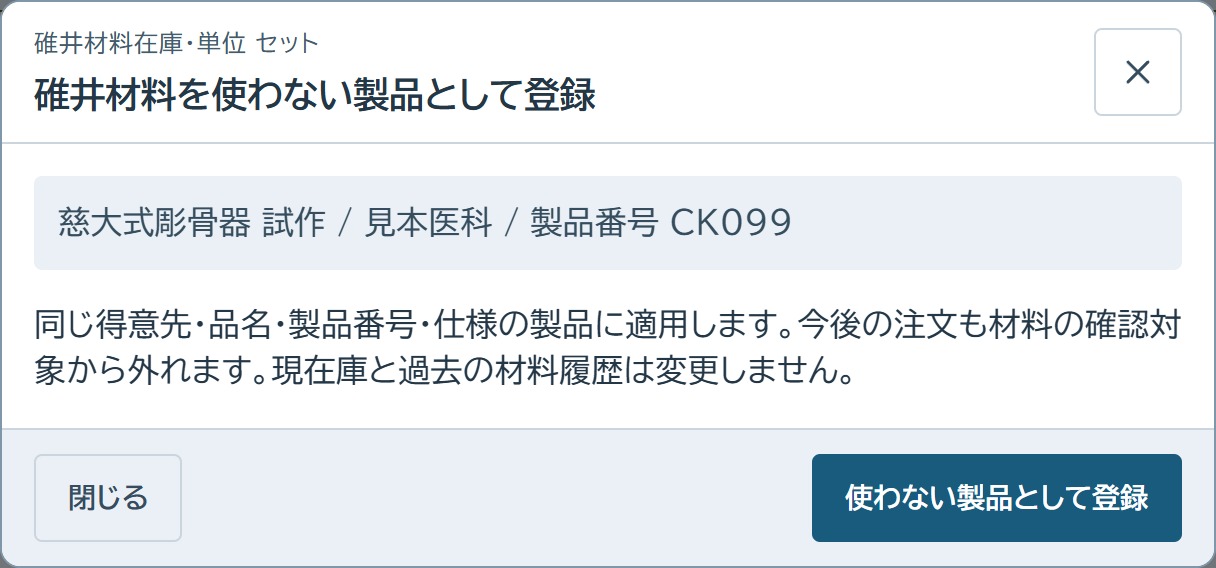 碓井材料在庫・単位 セット
碓井材料を使わない製品として登録
慈大式彫骨器 試作 / 見本医科 / 製品番号 CK099
同じ得意先・品名・製品番号・仕様の製品に適用します。今後の注文も材料の確認対
象から外れます。現在庫と過去の材料履歴は変更しません。
閉じる
使わない製品として登録